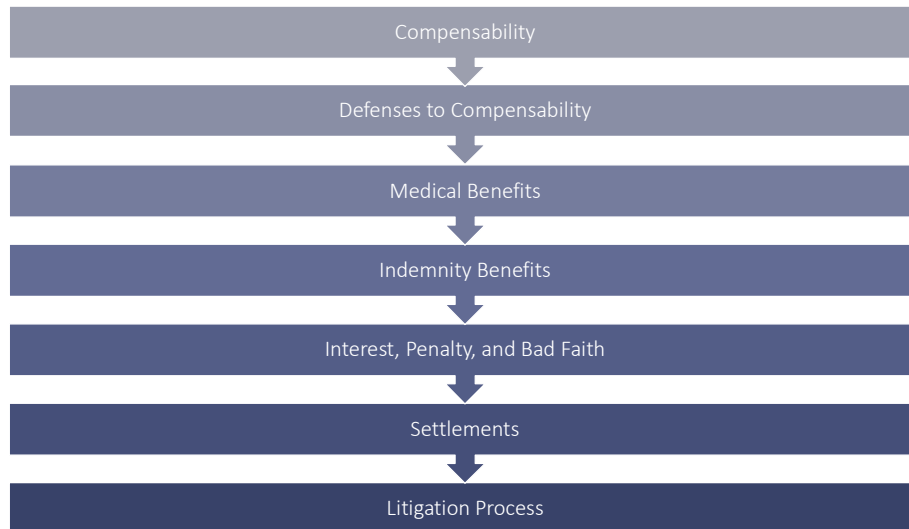 Compensability
Defenses to Compensability
Medical Benefits
Indemnity Benefits
Interest, Penalty, and Bad Faith
Settlements
Litigation Process